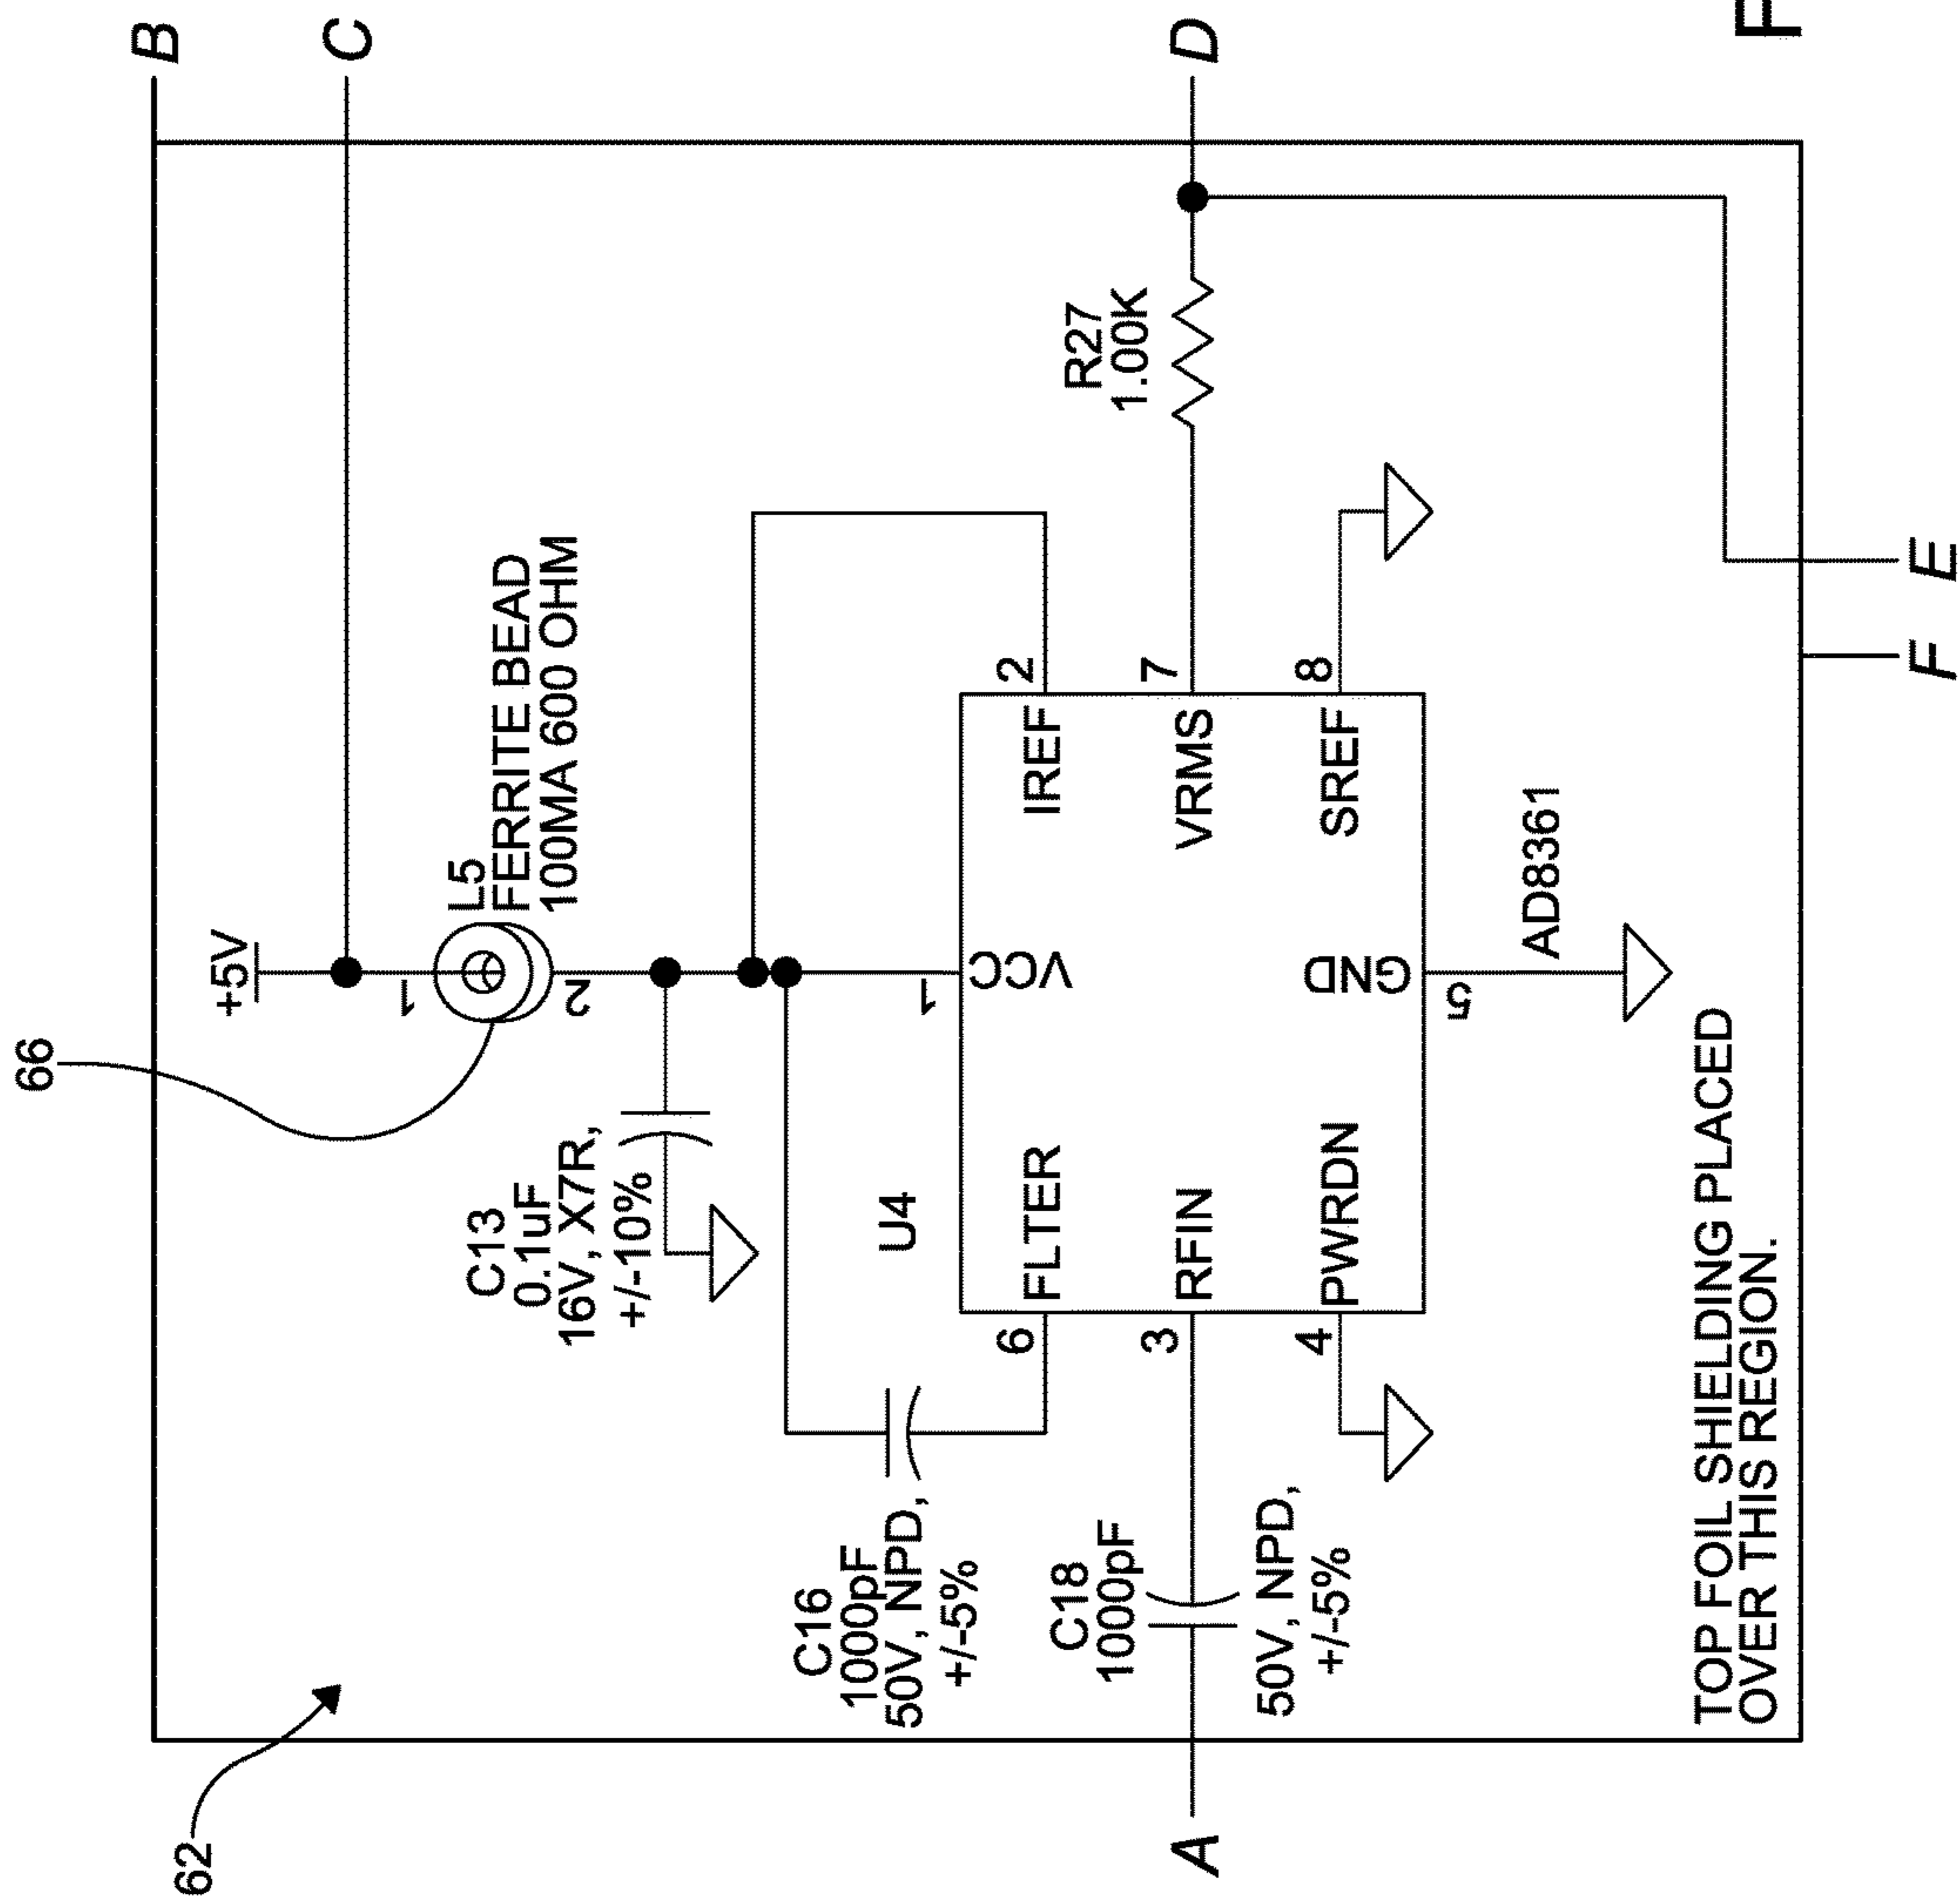 66
B
62
+5V
C
1
L5
FERRITE BEAD
100MA 600 OHM
2
C13
0.1uF
16V, X7R,
+/-10%
C16
1000pF
50V, NPD,
+/-5%
U4
1
VCC
6
FLTER
IREF
2
A
C18
1000pF
50V, NPD,
+/-5%
3
RFIN
VRMS
7
R27
1.00K
D
4
PWRDN
GND
SREF
8
5
AD8361
TOP FOIL SHIELDING PLACED
OVER THIS REGION.
F
E